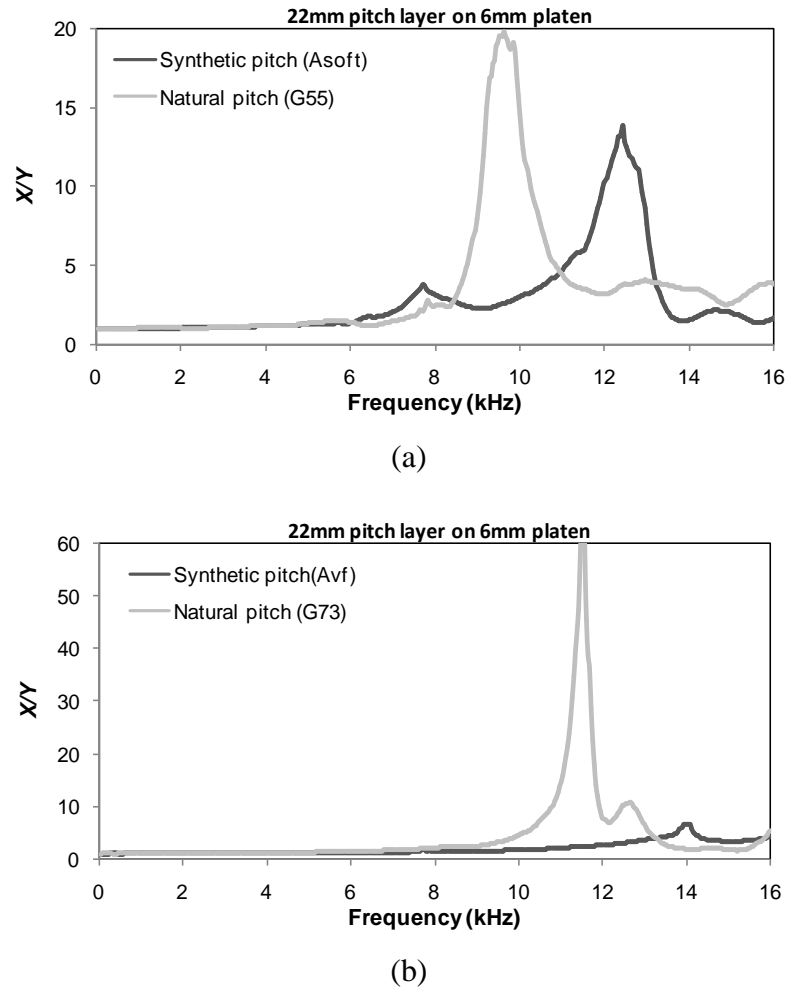 22mm pitch layer on 6mm platen
20
Synthetic pitch (Asoft)
Natural pitch (G55)
15
X/Y
10
5
0
0 2 4 6 8 10 12 14 16
Frequency (kHz)
(a)
22mm pitch layer on 6mm platen
60
Synthetic pitch(Avf)
50
Natural pitch (G73)
40
X/Y
30
20
10
0
0 2 4 6 8 10 12 14 16
Frequency (kHz)
(b)